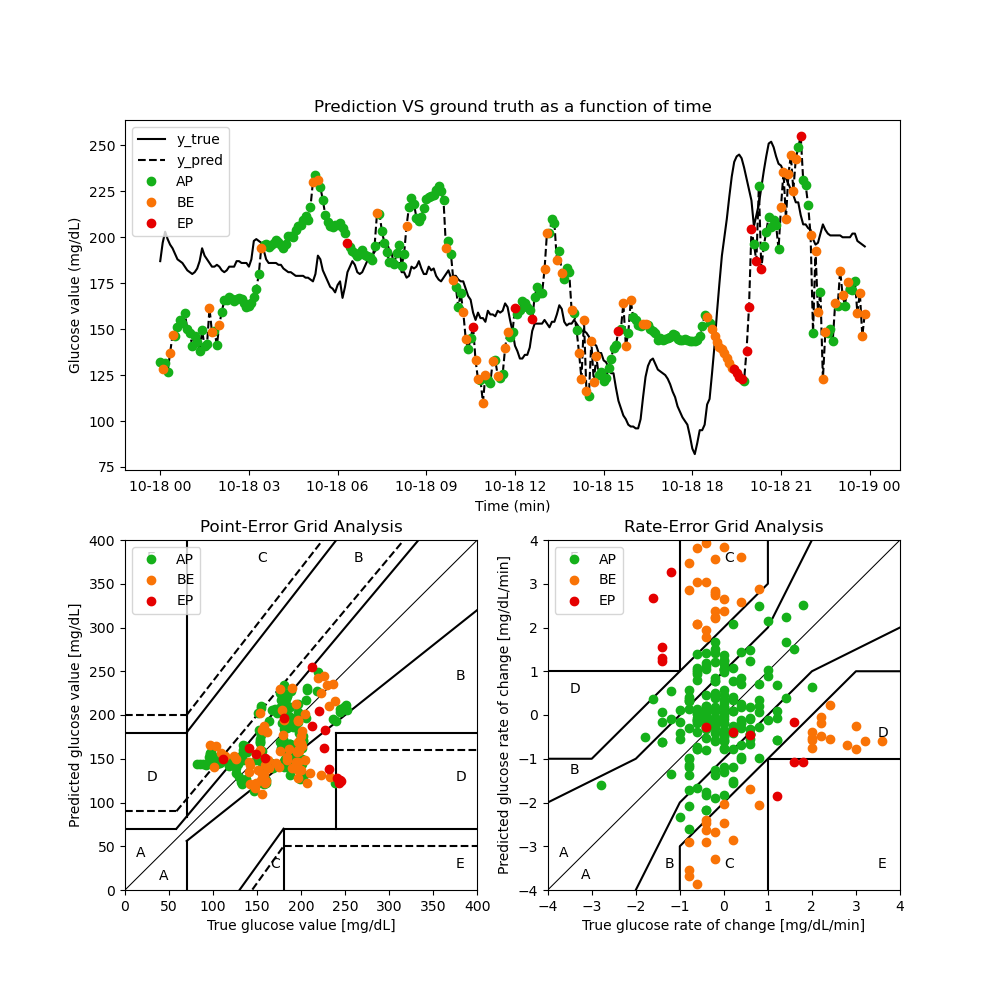 Prediction VS ground truth as a function of time
Glucose value (mg/dL)
250
225
200
175
150
125
100
75
y_true
y_pred
AP
BE
EP
10-18 00 10-18 03 10-18 06 10-18 09 10-18 12 10-18 15 10-18 18 10-18 21 10-19 00
Time (min)
Point-Error Grid Analysis
Predicted glucose value [mg/dL]
400
350
300
250
200
150
100
50
0
AP
BE
EP
C
B
B
D
D
A
A
C
E
0 50 100 150 200 250 300 350 400
True glucose value [mg/dL]
Rate-Error Grid Analysis
Predicted glucose rate of change [mg/dL/min]
4
3
2
1
0
−1
−2
−3
−4
AP
BE
EP
C
D
D
B
A
A
B
C
E
−4 −3 −2 −1 0 1 2 3 4
True glucose rate of change [mg/dL/min]